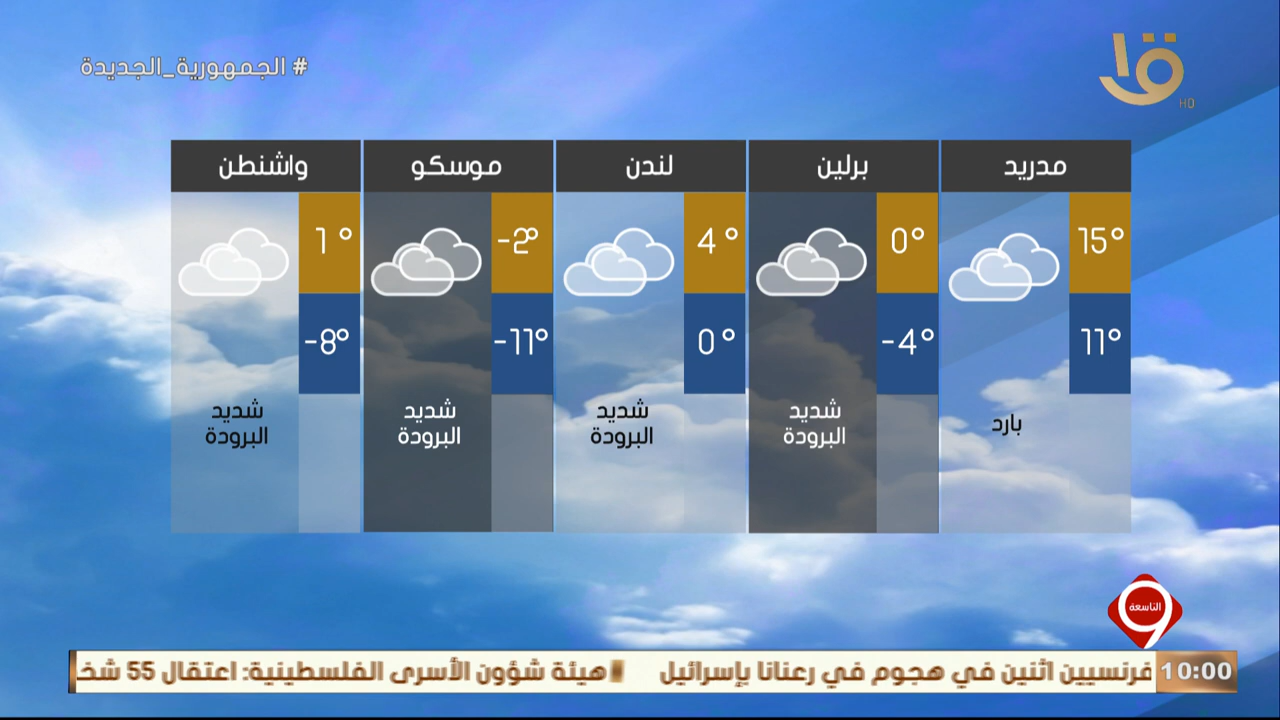 # الجمهورية_الجديدة
HD
مدريد
15°
11°
بارد
برلين
0°
-4°
شديد
البرودة
لندن
4°
0°
شديد
البرودة
موسكو
-2°
-11°
شديد
البرودة
واشنطن
1°
-8°
شديد
البرودة
التاسعة
9
10:00
فرنسيين اثنين في هجوم في رعنانا بإسرائيل هيئة شؤون الأسرى الفلسطينية: اعتقال 55 شخ